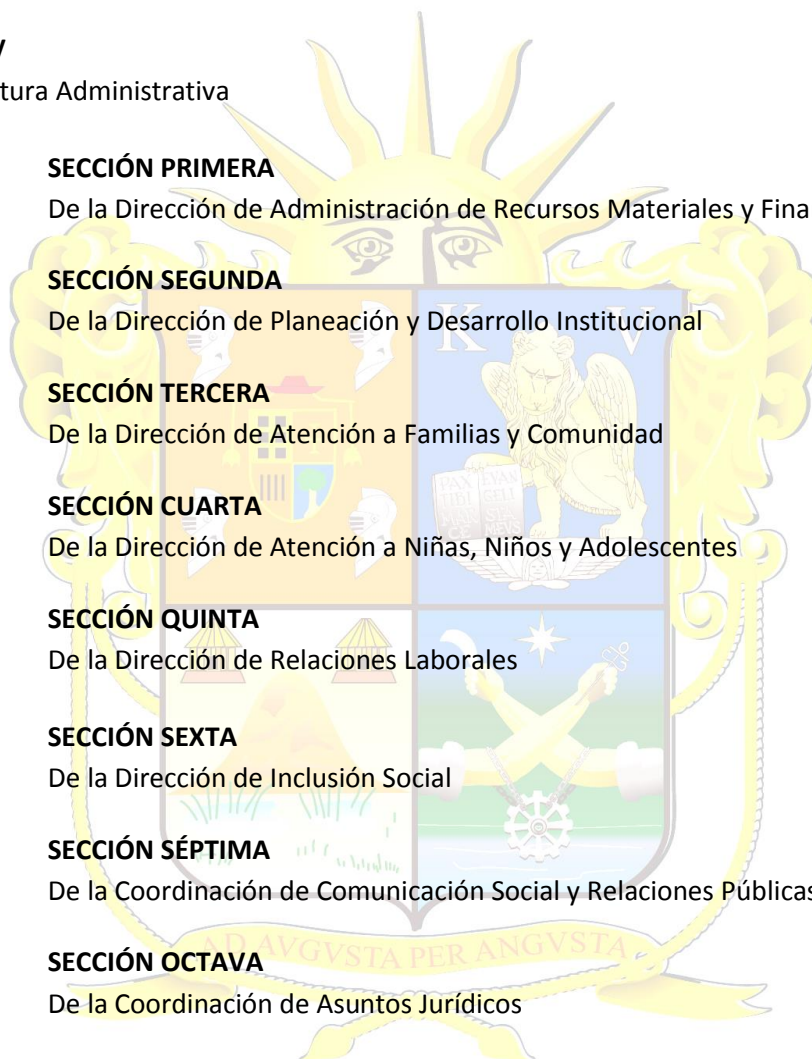 V
tura Administrativa
SECCIÓN PRIMERA
De la Dirección de Administración de Recursos Materiales y Fina
SECCIÓN SEGUNDA
De la Dirección de Planeación y Desarrollo Institucional
K V
SECCIÓN TERCERA
De la Dirección de Atención a Familias y Comunidad
PAX EVAN
TIBI GELI
SECCIÓN CUARTA
De la Dirección de Atención a Niñas, Niños y Adolescentes
SECCIÓN QUINTA
De la Dirección de Relaciones Laborales
SECCIÓN SEXTA
De la Dirección de Inclusión Social
SECCIÓN SÉPTIMA
De la Coordinación de Comunicación Social y Relaciones Públicas
AD AVGVSTA PER ANGVSTA
SECCIÓN OCTAVA
De la Coordinación de Asuntos Jurídicos